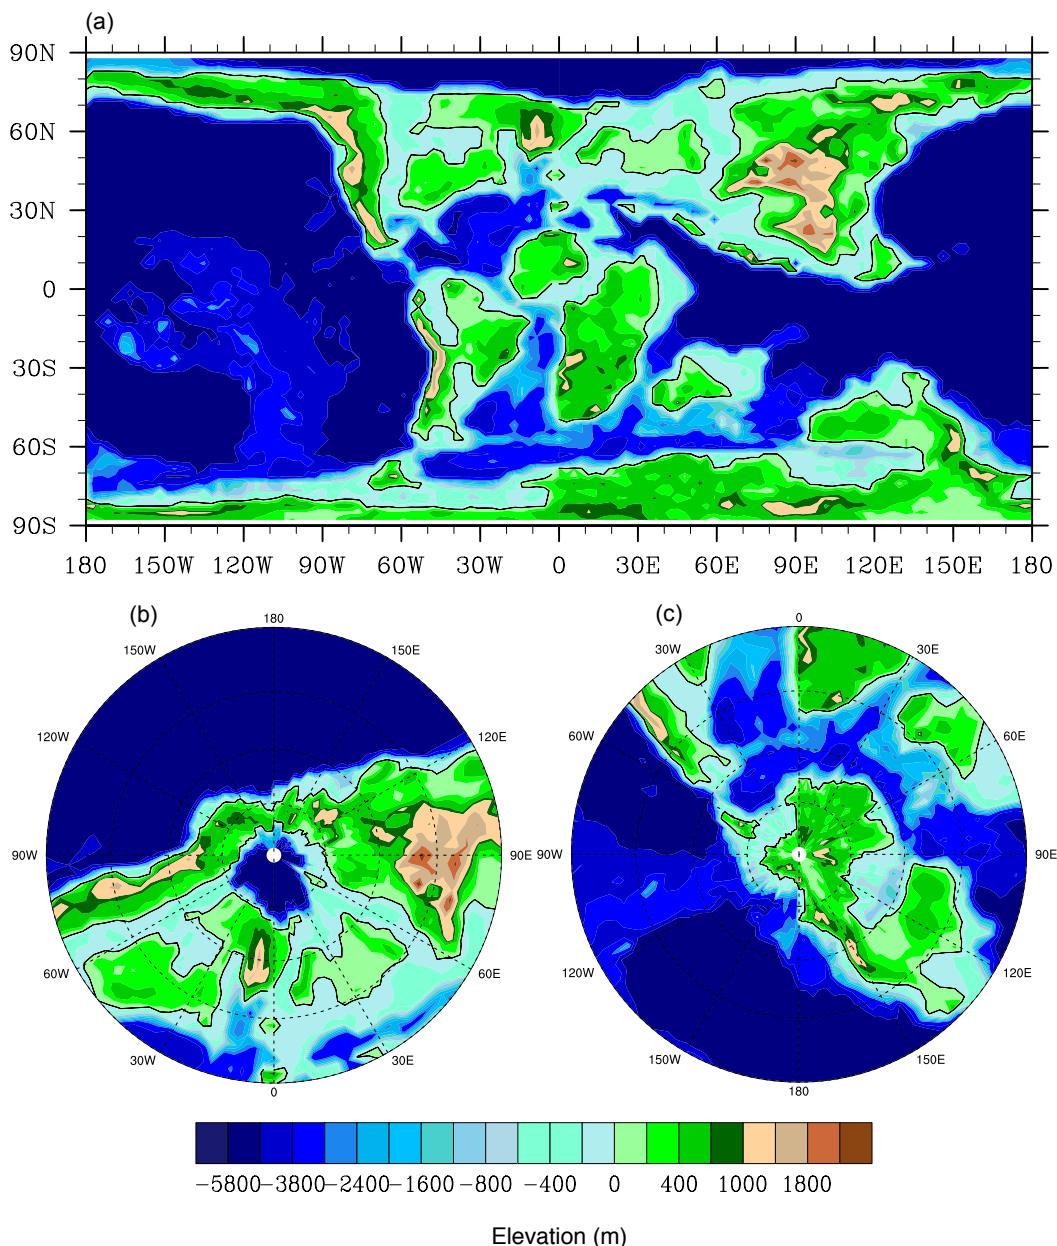 (a)
90N
60N
30N
0
30S
60S
90S
180 150W 120W 90W 60W 30W 0 30E 60E 90E 120E 150E 180
(b)
180
150W 150E
120W 120E
90W 90E
60W 60E
30W 30E
0
(c)
0
30W 30E
60W 60E
90W 90E
120W 120E
150W 150E
180
−5800 −3800 −2400 −1600 −800 −400 0 400 1000 1800
Elevation (m)